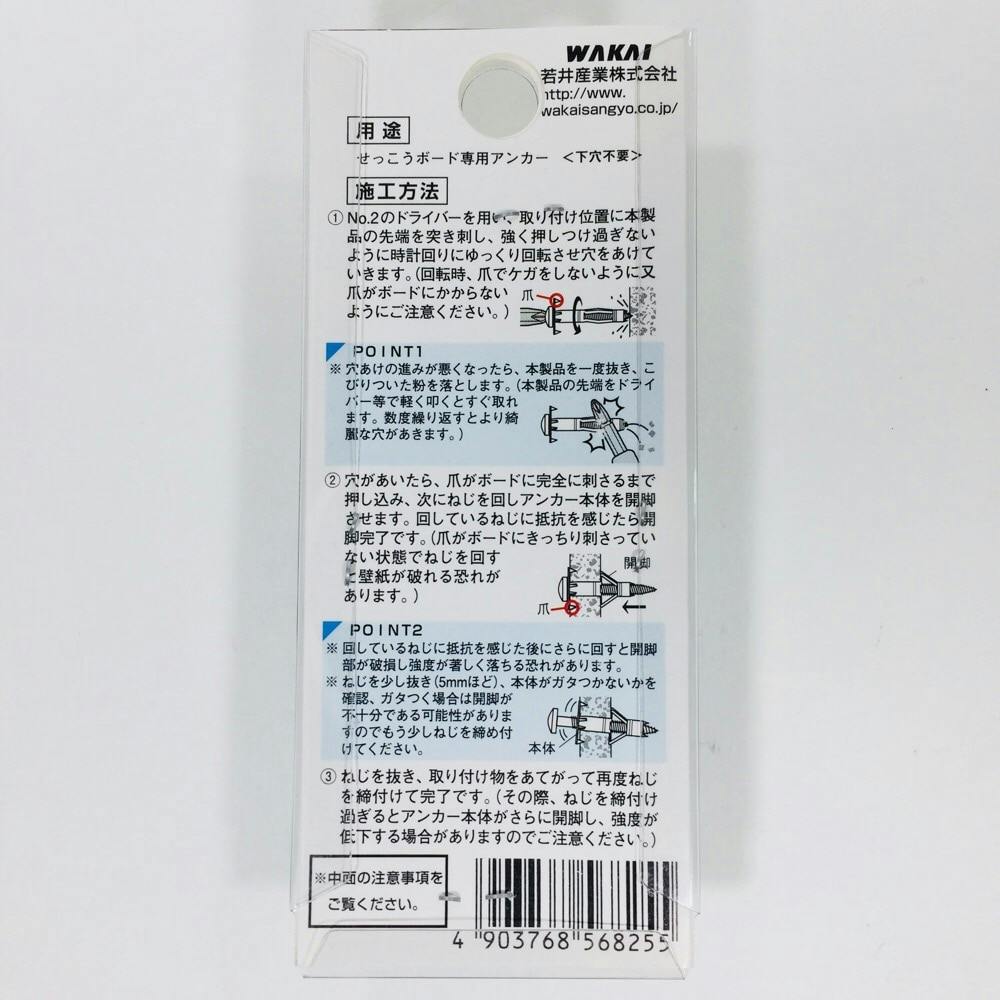 WAKAI
若井産業株式会社
http://www.
wakaisangyo.co.jp/
用途
せっこうボード専用アンカー <下穴不要>
施工方法
① No.2のドライバーを用い、取り付け位置に本製
品の先端を突き刺し、強く押しつけ過ぎない
ように時計回りにゆっくり回転させ穴をあけて
いきます。(回転時、爪でケガをしないように又
爪がボードにかからない
ようにご注意ください。)
爪
POINT1
※ 穴あけの進みが悪くなったら、本製品を一度抜き、こ
びりついた粉を落とします。(本製品の先端をドライ
バー等で軽く叩くとすぐ取れ
ます。数度繰り返すとより綺
麗な穴があきます。)
② 穴があいたら、爪がボードに完全に刺さるまで
押し込み、次にねじを回しアンカー本体を開脚
させます。回しているねじに抵抗を感じたら開
脚完了です。(爪がボードにきっちり刺さってい
ない状態でねじを回す
と壁紙が破れる恐れが
あります。)
開脚
爪
POINT2
※ 回しているねじに抵抗を感じた後にさらに回すと開脚
部が破損し強度が著しく落ちる恐れがあります。
※ ねじを少し抜き(5mmほど)、本体がガタつかないかを
確認、ガタつく場合は開脚が
不十分である可能性がありま
すのでもう少しねじを締め付
けてください。
本体
③ ねじを抜き、取り付け物をあてがって再度ねじ
を締付けて完了です。(その際、ねじを締付け
過ぎるとアンカー本体がさらに開脚し、強度が
低下する場合がありますのでご注意ください。)
※中面の注意事項を
ご覧ください。
4 903768 568255